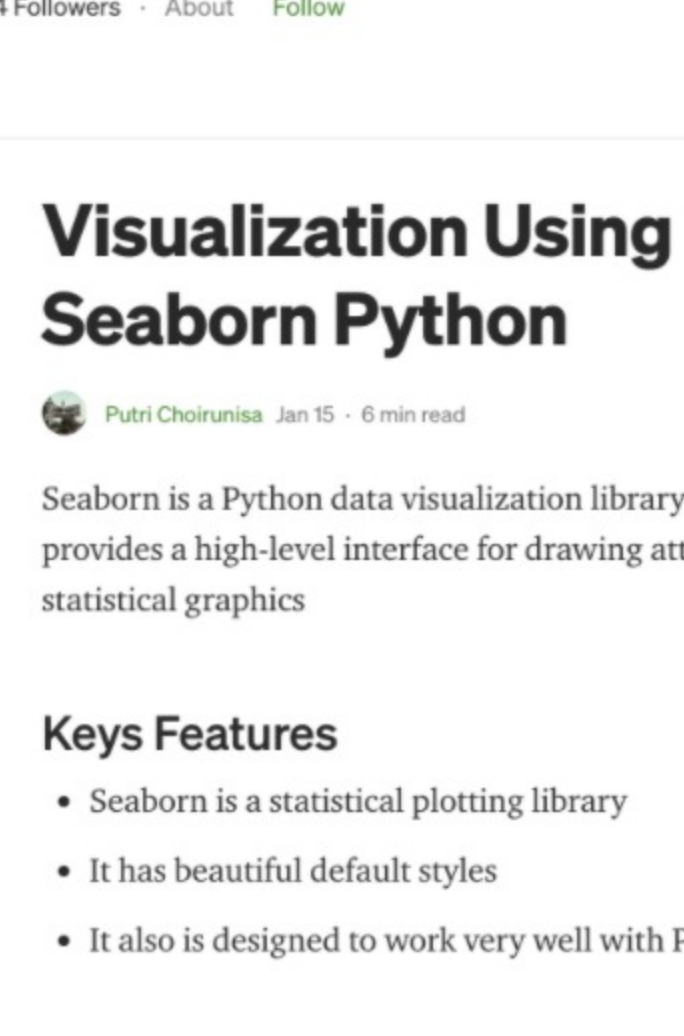 4 Followers · About Follow
Visualization Using
Seaborn Python
Putri Choirunisa Jan 15 · 6 min read
Seaborn is a Python data visualization library
provides a high-level interface for drawing att
statistical graphics
Keys Features
• Seaborn is a statistical plotting library
• It has beautiful default styles
• It also is designed to work very well with P